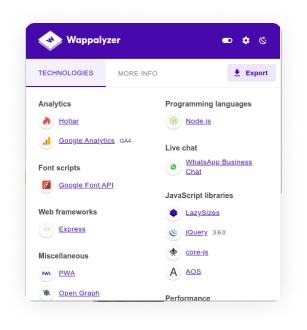 Wappalyzer
TECHNOLOGIES
MORE INFO
Export
Analytics
Hotjar
Google Analytics GA4
Font scripts
Google Font API
Web frameworks
EX
Express
Miscellaneous
PWA
PWA
Open Graph
Programming languages
Node.js
Live chat
WhatsApp Business
Chat
JavaScript libraries
LazySizes
jQuery 3.6.0
core-js
A
AOS
Performance